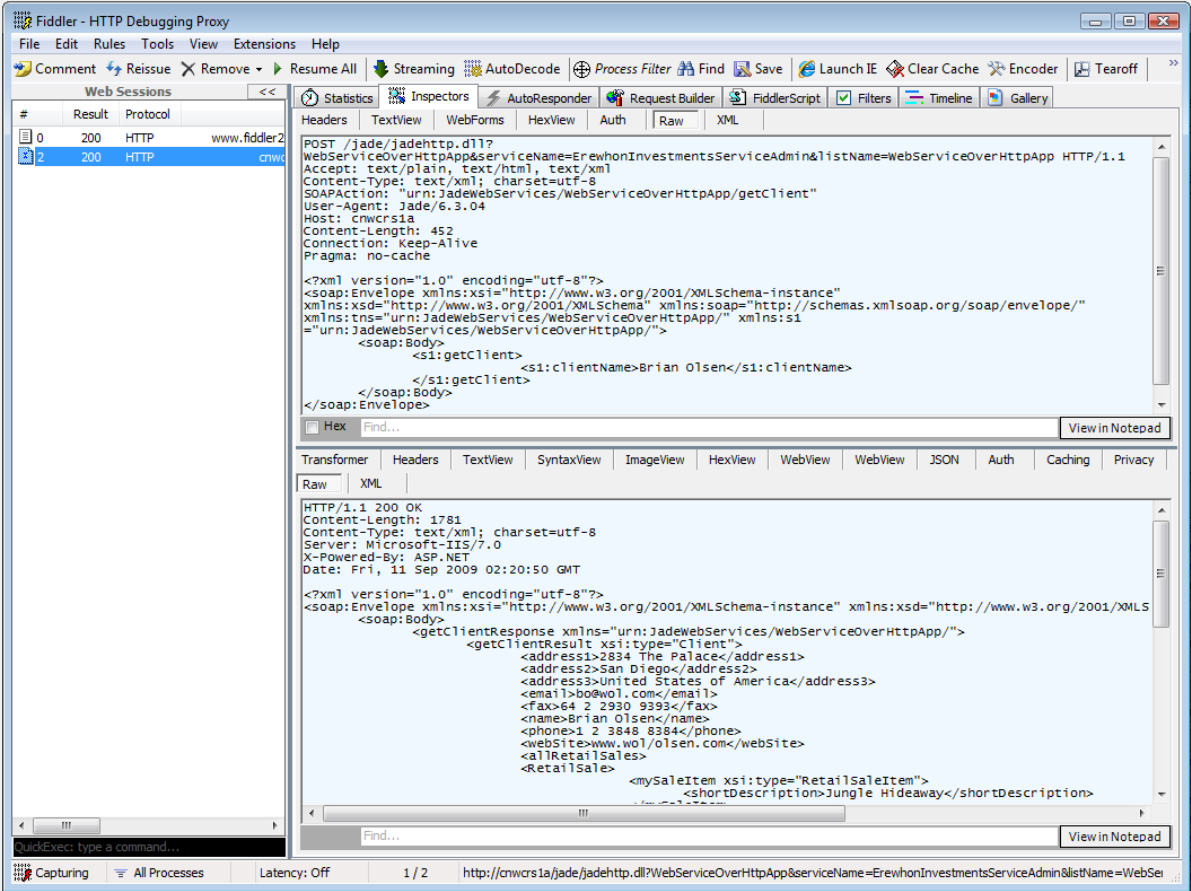 Fiddler - HTTP Debugging Proxy
File Edit Rules Tools View Extensions Help
Comment Reissue Remove Resume All Streaming AutoDecode Process Filter Find Save Launch IE Clear Cache Encoder Tearoff »
Web Sessions <<
# Result Protocol
0 200 HTTP www.fiddler2
2 200 HTTP cnwc
Statistics Inspectors AutoResponder Request Builder FiddlerScript Filters Timeline Gallery
Headers TextView WebForms HexView Auth Raw XML
POST /jade/jadehttp.dll?
WebServiceOverHttpApp&serviceName=ErewhonInvestmentsServiceAdmin&listName=WebServiceOverHttpApp HTTP/1.1
Accept: text/plain, text/html, text/xml
Content-Type: text/xml; charset=utf-8
SOAPAction: "urn:JadeWebServices/WebServiceOverHttpApp/getClient"
User-Agent: Jade/6.3.04
Host: cnwcrs1a
Content-Length: 452
Connection: Keep-Alive
Pragma: no-cache
<?xml version="1.0" encoding="utf-8"?>
<soap:Envelope xmlns:xsi="http://www.w3.org/2001/XMLSchema-instance"
xmlns:xsd="http://www.w3.org/2001/XMLSchema" xmlns:soap="http://schemas.xmlsoap.org/soap/envelope/"
xmlns:tns="urn:JadeWebServices/WebServiceOverHttpApp/" xmlns:s1
="urn:JadeWebServices/WebServiceOverHttpApp/">
<soap:Body>
<s1:getClient>
<s1:clientName>Brian Olsen</s1:clientName>
</s1:getClient>
</soap:Body>
</soap:Envelope>
Hex Find... View in Notepad
Transformer Headers TextView SyntaxView ImageView HexView WebView WebView JSON Auth Caching Privacy
Raw XML
HTTP/1.1 200 OK
Content-Length: 1781
Content-Type: text/xml; charset=utf-8
Server: Microsoft-IIS/7.0
X-Powered-By: ASP.NET
Date: Fri, 11 Sep 2009 02:20:50 GMT
<?xml version="1.0" encoding="utf-8"?>
<soap:Envelope xmlns:xsi="http://www.w3.org/2001/XMLSchema-instance" xmlns:xsd="http://www.w3.org/2001/XMLS
<soap:Body>
<getClientResponse xmlns="urn:JadeWebServices/WebServiceOverHttpApp/">
<getClientResult xsi:type="Client">
<address1>2834 The Palace</address1>
<address2>San Diego</address2>
<address3>United States of America</address3>
<email>bo@wol.com</email>
<fax>64 2 2930 9393</fax>
<name>Brian Olsen</name>
<phone>1 2 3848 8384</phone>
<webSite>www.wol/olsen.com</webSite>
<allRetailSales>
<RetailSale>
<mySaleItem xsi:type="RetailSaleItem">
<shortDescription>Jungle Hideaway</shortDescription>
Find... View in Notepad
QuickExec: type a command...
Capturing All Processes Latency: Off 1 / 2 http://cnwcrs1a/jade/jadehttp.dll?WebServiceOverHttpApp&serviceName=ErewhonInvestmentsServiceAdmin&listName=WebSer